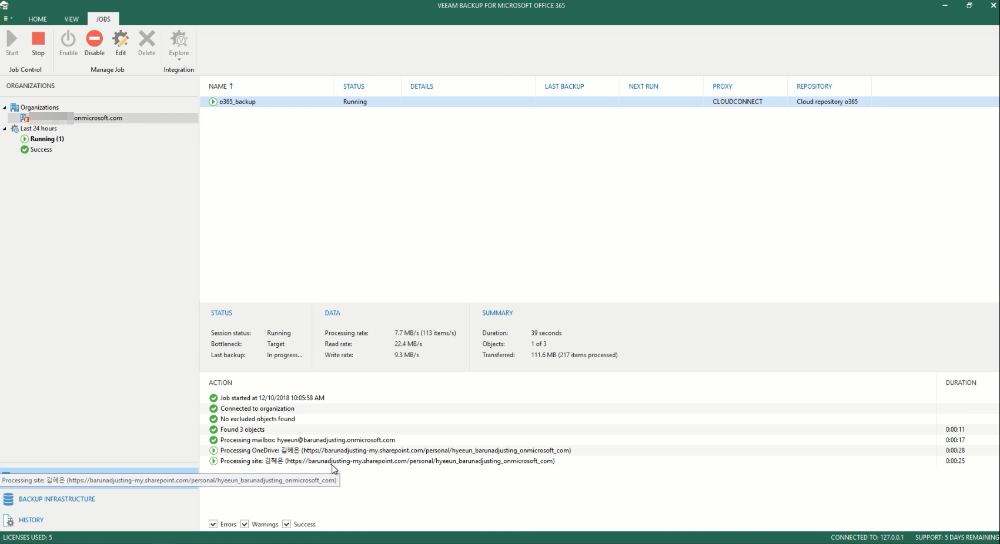 VEEAM BACKUP FOR MICROSOFT OFFICE 365
HOME VIEW JOBS
Start Stop Enable Disable Edit Delete Explore
Job Control Manage Job Integration
ORGANIZATIONS
Organizations
onmicrosoft.com
Last 24 hours
Running (1)
Success
NAME ↑ STATUS DETAILS LAST BACKUP NEXT RUN PROXY REPOSITORY
o365_backup Running CLOUDCONNECT Cloud repository o365
STATUS DATA SUMMARY
Session status: Running Processing rate: 7.7 MB/s (113 items/s) Duration: 39 seconds
Bottleneck: Target Read rate: 22.4 MB/s Objects: 1 of 3
Last backup: In progress... Write rate: 9.3 MB/s Transferred: 111.6 MB (217 items processed)
ACTION DURATION
Job started at 12/10/2018 10:05:58 AM
Connected to organization
No excluded objects found
Found 3 objects 0:00:11
Processing mailbox: hyeeun@barunadjusting.onmicrosoft.com 0:00:17
Processing OneDrive: 김혜은 (https://barunadjusting-my.sharepoint.com/personal/hyeeun_barunadjusting_onmicrosoft_com) 0:00:28
Processing site: 김혜은 (https://barunadjusting-my.sharepoint.com/personal/hyeeun_barunadjusting_onmicrosoft_com) 0:00:25
Processing site: 김혜은 (https://barunadjusting-my.sharepoint.com/personal/hyeeun_barunadjusting_onmicrosoft_com)
BACKUP INFRASTRUCTURE
HISTORY
Errors Warnings Success
LICENSES USED: 5 CONNECTED TO: 127.0.0.1 SUPPORT: 5 DAYS REMAINING